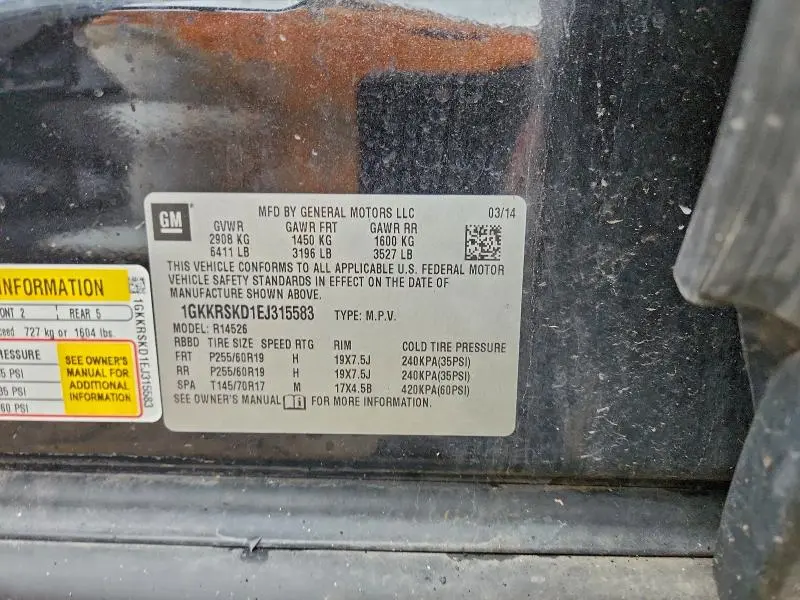 GM
MFD BY GENERAL MOTORS LLC 03/14
GVWR GAWR FRT GAWR RR
2908 KG 1450 KG 1600 KG
6411 LB 3196 LB 3527 LB
THIS VEHICLE CONFORMS TO ALL APPLICABLE U.S. FEDERAL MOTOR
VEHICLE SAFETY STANDARDS IN EFFECT ON THE DATE OF
MANUFACTURE SHOWN ABOVE.
1GKKRSKD1EJ315583 TYPE: M.P.V.
MODEL: R14526
RBBD TIRE SIZE SPEED RTG RIM COLD TIRE PRESSURE
FRT P255/60R19 H 19X7.5J 240KPA(35PSI)
RR P255/60R19 H 19X7.5J 240KPA(35PSI)
SPA T145/70R17 M 17X4.5B 420KPA(60PSI)
SEE OWNER'S MANUAL FOR MORE INFORMATION.
INFORMATION
2 REAR 5
727 kg or 1604 lbs.
SEE OWNER'S
MANUAL FOR
ADDITIONAL
INFORMATION
5 PSI
35 PSI
60 PSI
1GKKRSKD1EJ315583